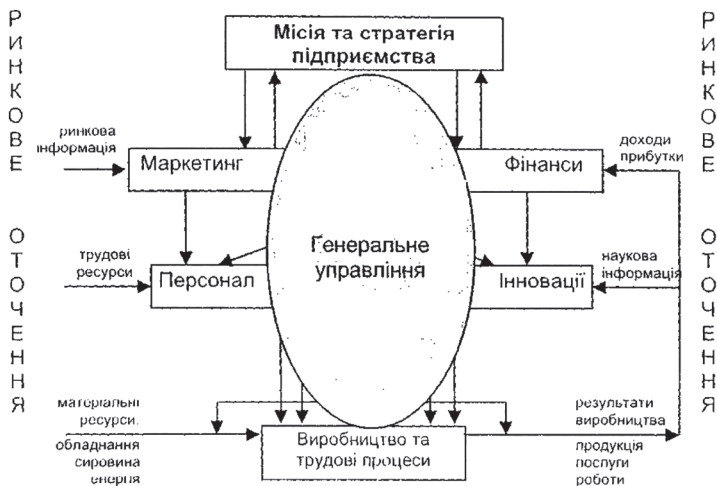 РИНКОВЕ ОТОЧЕННЯ
Місія та стратегія
підприємства
РИНКОВЕ ОТОЧЕННЯ
ринкова
інформація
Маркетинг
Фінанси
доходи
прибутки
Генеральне
управління
трудові
ресурси
Персонал
Інновації
наукова
інформація
матеріальні
ресурси.
обладнання
сировина
енергія
Виробництво та
трудові процеси
результати
виробництва
продукція
послуги
роботи